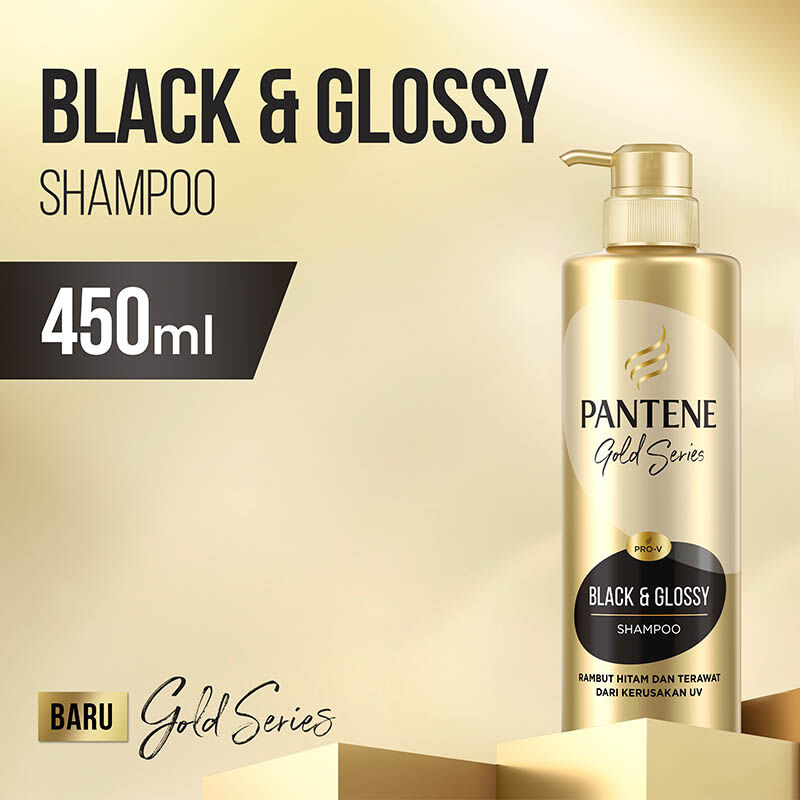 BLACK & GLOSSY
SHAMPOO
450ml
PANTENE
Gold Series
PRO-V
BLACK & GLOSSY
SHAMPOO
RAMBUT HITAM DAN TERAWAT
DARI KERUSAKAN UV
BARU Gold Series